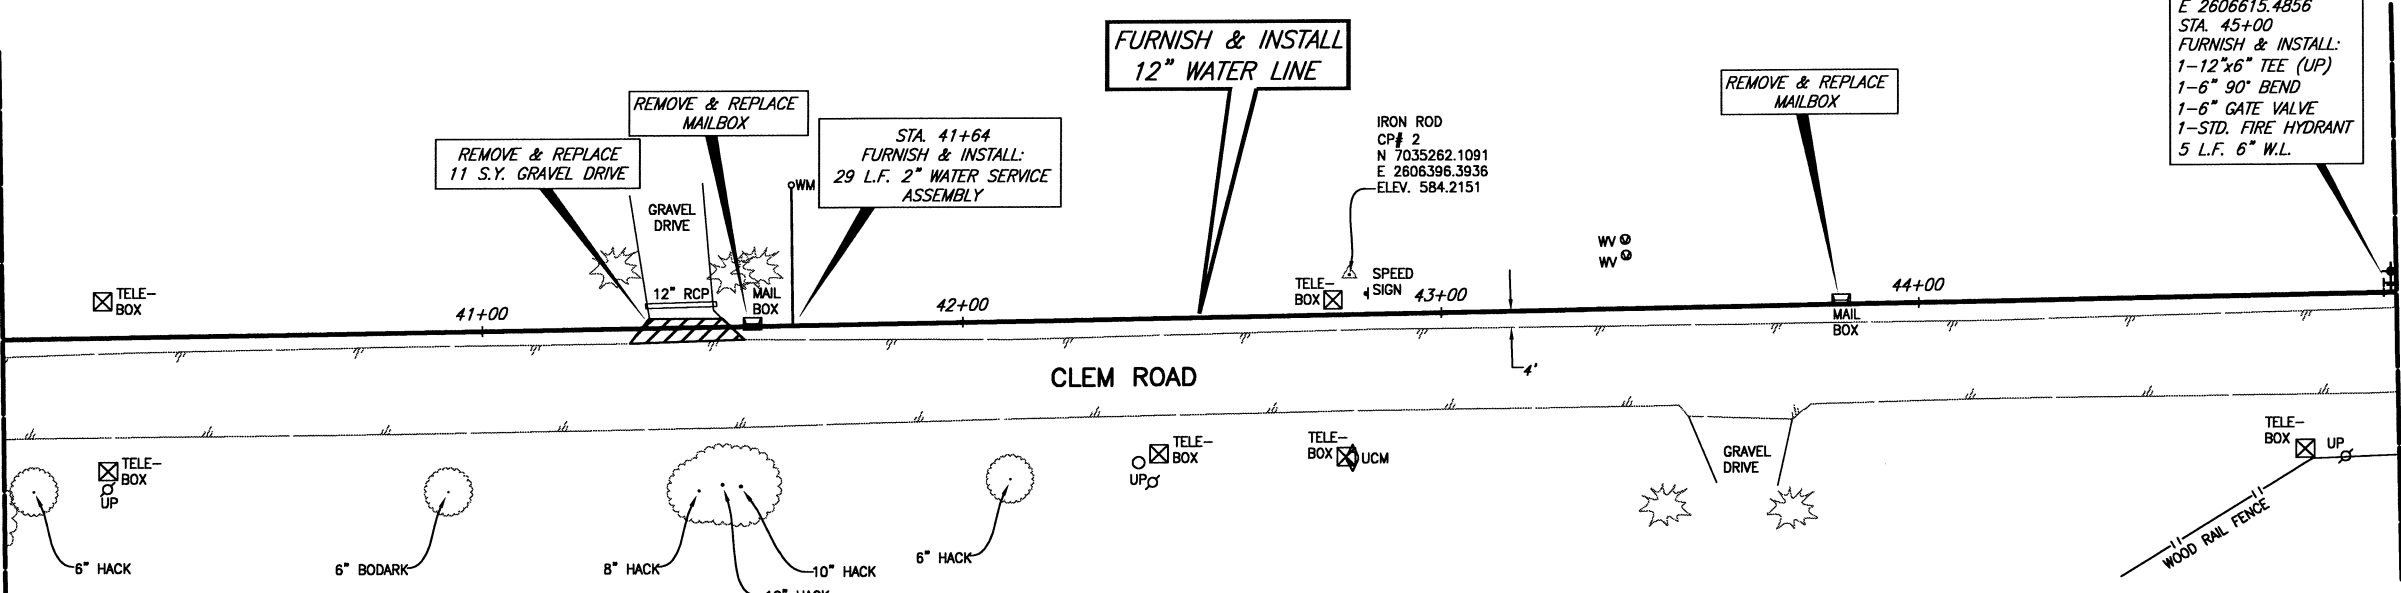 E 2606615.4856
STA. 45+00
FURNISH & INSTALL:
1-12"x6" TEE (UP)
1-6" 90° BEND
1-6" GATE VALVE
1-STD. FIRE HYDRANT
5 L.F. 6" W.L.
FURNISH & INSTALL
12" WATER LINE
REMOVE & REPLACE
MAILBOX
REMOVE & REPLACE
MAILBOX
REMOVE & REPLACE
11 S.Y. GRAVEL DRIVE
STA. 41+64
FURNISH & INSTALL:
29 L.F. 2" WATER SERVICE
ASSEMBLY
IRON ROD
CP# 2
N 7035262.1091
E 2606396.3936
ELEV. 584.2151
WM
GRAVEL
DRIVE
12" RCP
MAIL
BOX
TELE-
BOX
41+00
42+00
TELE-
BOX
SPEED
SIGN
43+00
WV
WV
44+00
MAIL
BOX
CLEM ROAD
4'
TELE-
BOX
UP
TELE-
BOX
UP
TELE-
BOX
UCM
GRAVEL
DRIVE
TELE-
BOX
UP
WOOD RAIL FENCE
6" HACK
6" BODARK
8" HACK
10" HACK
6" HACK